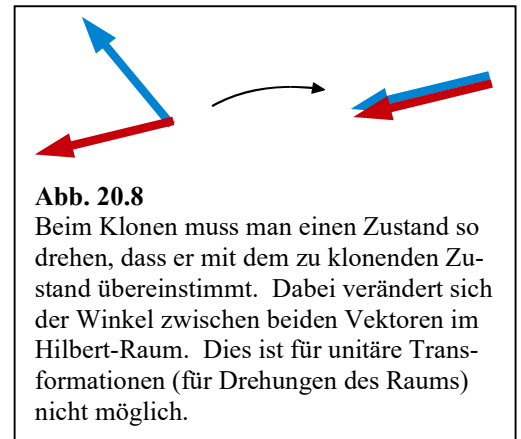 Abb. 20.8
Beim Klonen muss man einen Zustand so
drehen, dass er mit dem zu klonenden Zu-
stand übereinstimmt. Dabei verändert sich
der Winkel zwischen beiden Vektoren im
Hilbert-Raum. Dies ist für unitäre Trans-
formationen (für Drehungen des Raums)
nicht möglich.